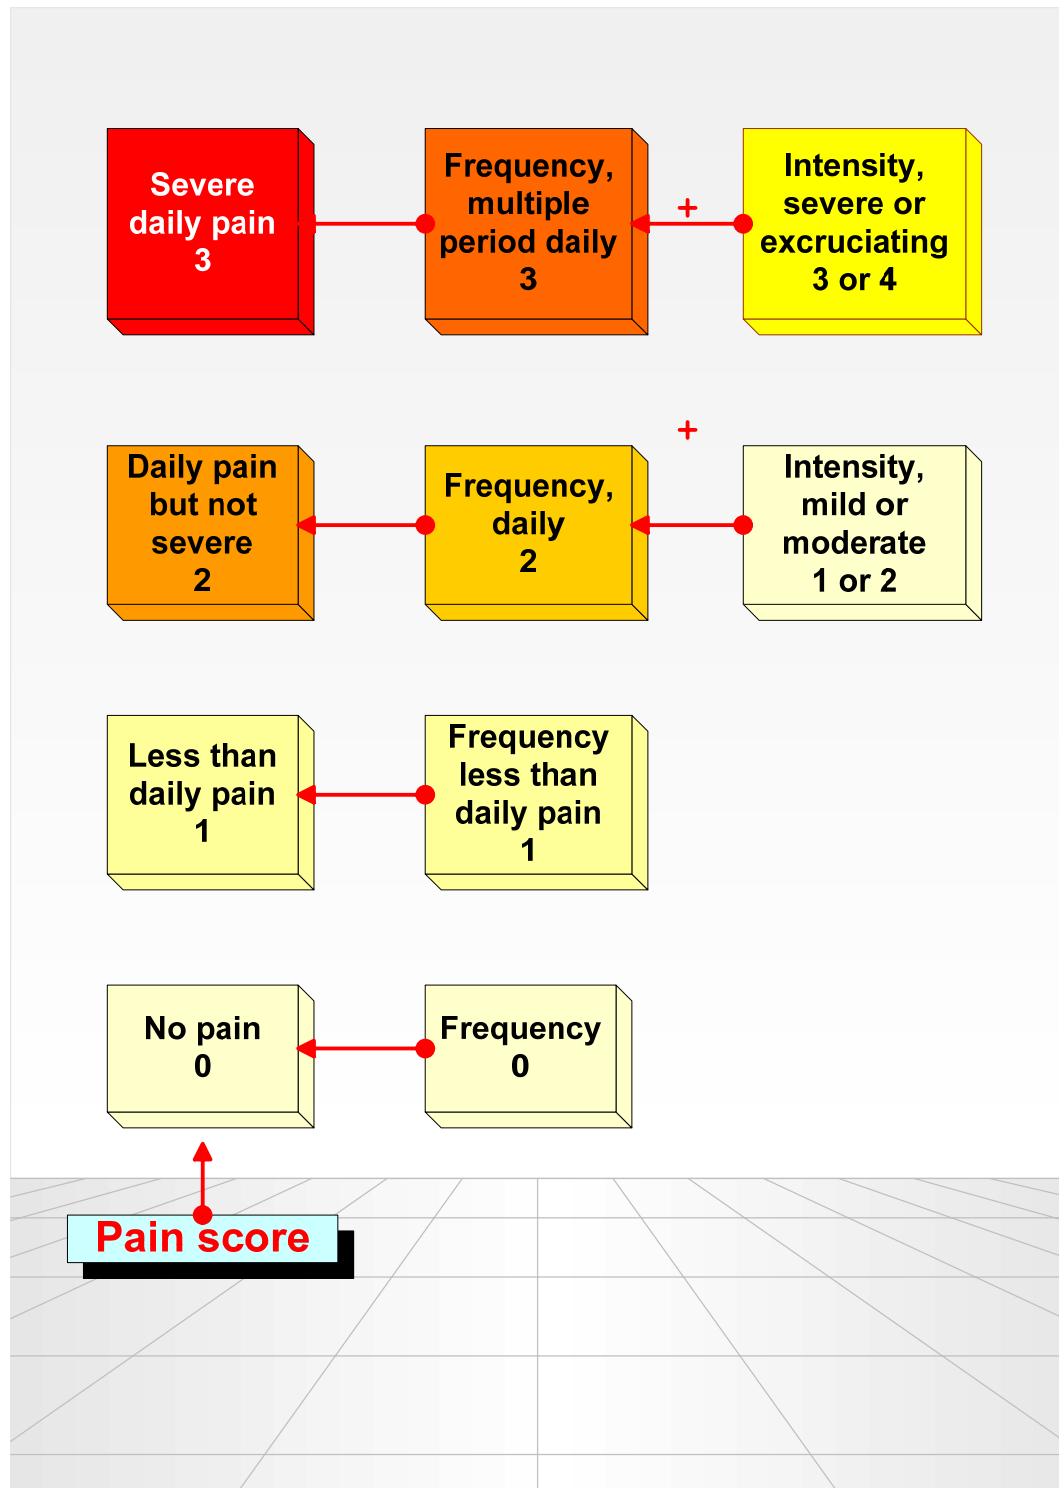 Severe
daily pain
3
Frequency,
multiple
period daily
3
+
Intensity,
severe or
excruciating
3 or 4
Daily pain
but not
severe
2
Frequency,
daily
2
+
Intensity,
mild or
moderate
1 or 2
Less than
daily pain
1
Frequency
less than
daily pain
1
No pain
0
Frequency
0
Pain score